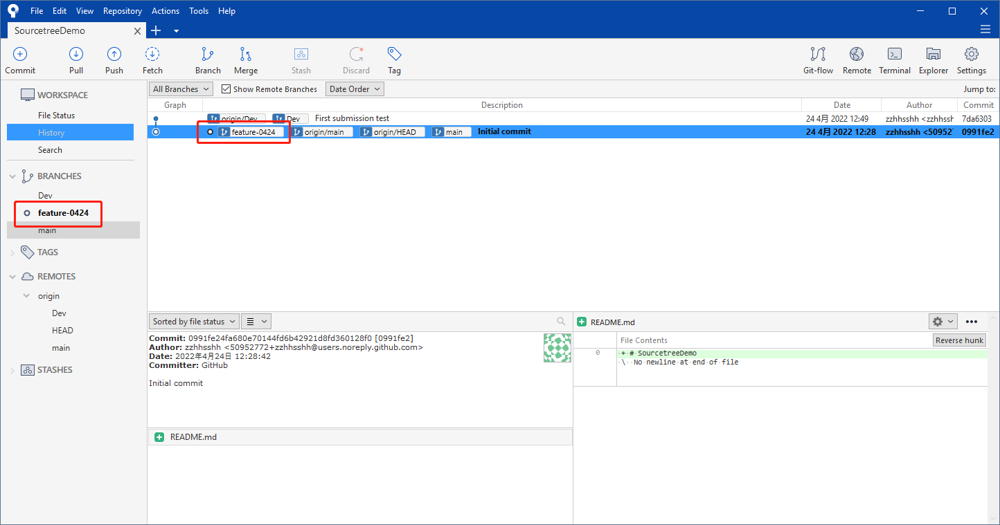 File Edit View Repository Actions Tools Help
SourcetreeDemo
Commit Pull Push Fetch Branch Merge Stash Discard Tag Git-flow Remote Terminal Explorer Settings
WORKSPACE
File Status
History
Search
BRANCHES
Dev
feature-0424
main
TAGS
REMOTES
origin
Dev
HEAD
main
STASHES
All Branches Show Remote Branches Date Order Jump to:
Graph Description Date Author Commit
origin/Dev Dev First submission test 24 4月 2022 12:49 zzhhsshh <zzhhssh 7da6303
feature-0424 origin/main origin/HEAD main Initial commit 24 4月 2022 12:28 zzhhsshh <50952 0991fe2
Sorted by file status
Commit: 0991fe24fa680e70144fd6b42921d8fd360128f0 [0991fe2]
Author: zzhhsshh <50952772+zzhhsshh@users.noreply.github.com>
Date: 2022年4月24日 12:28:42
Committer: GitHub
Initial commit
README.md
README.md
File Contents Reverse hunk
0 + # SourcetreeDemo
\ No newline at end of file